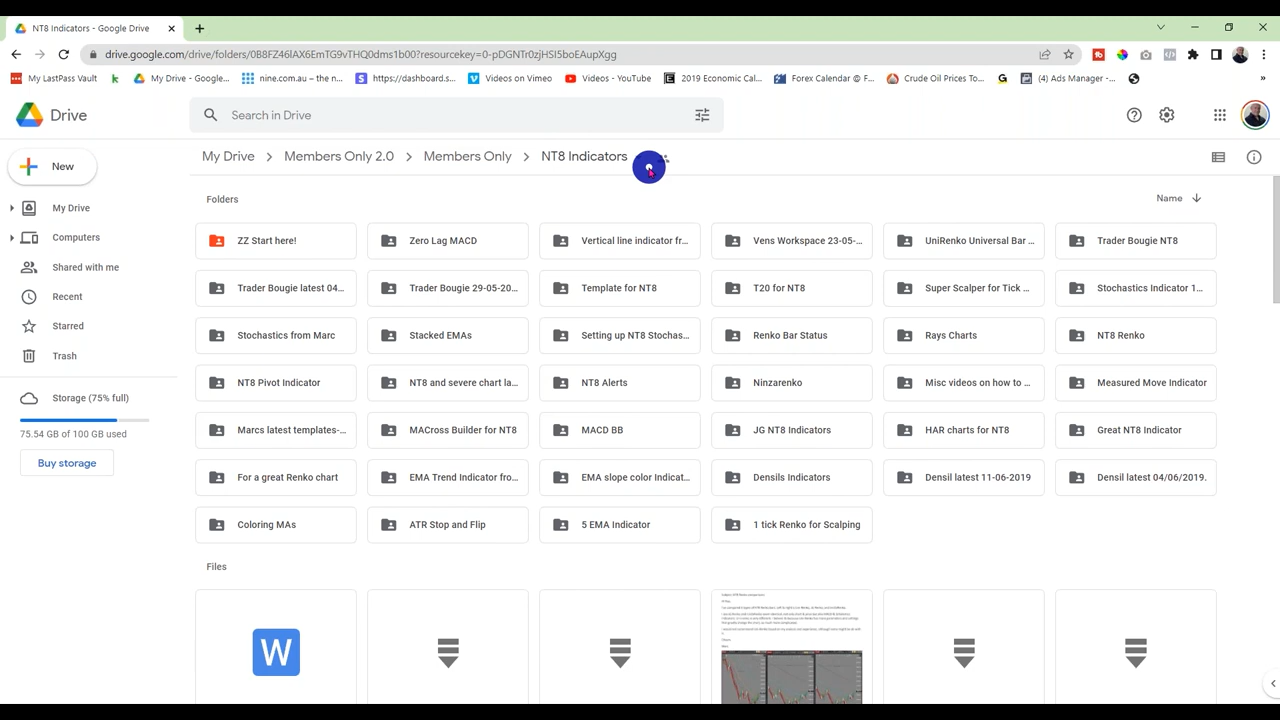 NT8 Indicators - Google Drive
drive.google.com/drive/folders/0B8FZ46lAX6EmTG9vTHQ0dms1b00?resourcekey=0-pDGNTr0zjHSI5boEAupXgg
My LastPass Vault
My Drive - Google...
nine.com.au – the n...
https://dashboard.s...
Videos on Vimeo
Videos - YouTube
2019 Economic Cal...
Forex Calendar @ F...
Crude Oil Prices To...
(4) Ads Manager -...
»
Drive
Search in Drive
New
My Drive > Members Only 2.0 > Members Only > NT8 Indicators
My Drive
Computers
Shared with me
Recent
Starred
Trash
Storage (75% full)
75.54 GB of 100 GB used
Buy storage
Folders
Name
ZZ Start here!
Zero Lag MACD
Vertical line indicator fr...
Vens Workspace 23-05-...
UniRenko Universal Bar ...
Trader Bougie NT8
Trader Bougie latest 04...
Trader Bougie 29-05-20...
Template for NT8
T20 for NT8
Super Scalper for Tick ...
Stochastics Indicator 1...
Stochastics from Marc
Stacked EMAs
Setting up NT8 Stochas...
Renko Bar Status
Rays Charts
NT8 Renko
NT8 Pivot Indicator
NT8 and severe chart la...
NT8 Alerts
Ninzarenko
Misc videos on how to ...
Measured Move Indicator
Marcs latest templates-...
MACross Builder for NT8
MACD BB
JG NT8 Indicators
HAR charts for NT8
Great NT8 Indicator
For a great Renko chart
EMA Trend Indicator fro...
EMA slope color Indicat...
Densils Indicators
Densil latest 11-06-2019
Densil latest 04/06/2019.
Coloring MAs
ATR Stop and Flip
5 EMA Indicator
1 tick Renko for Scalping
Files
W